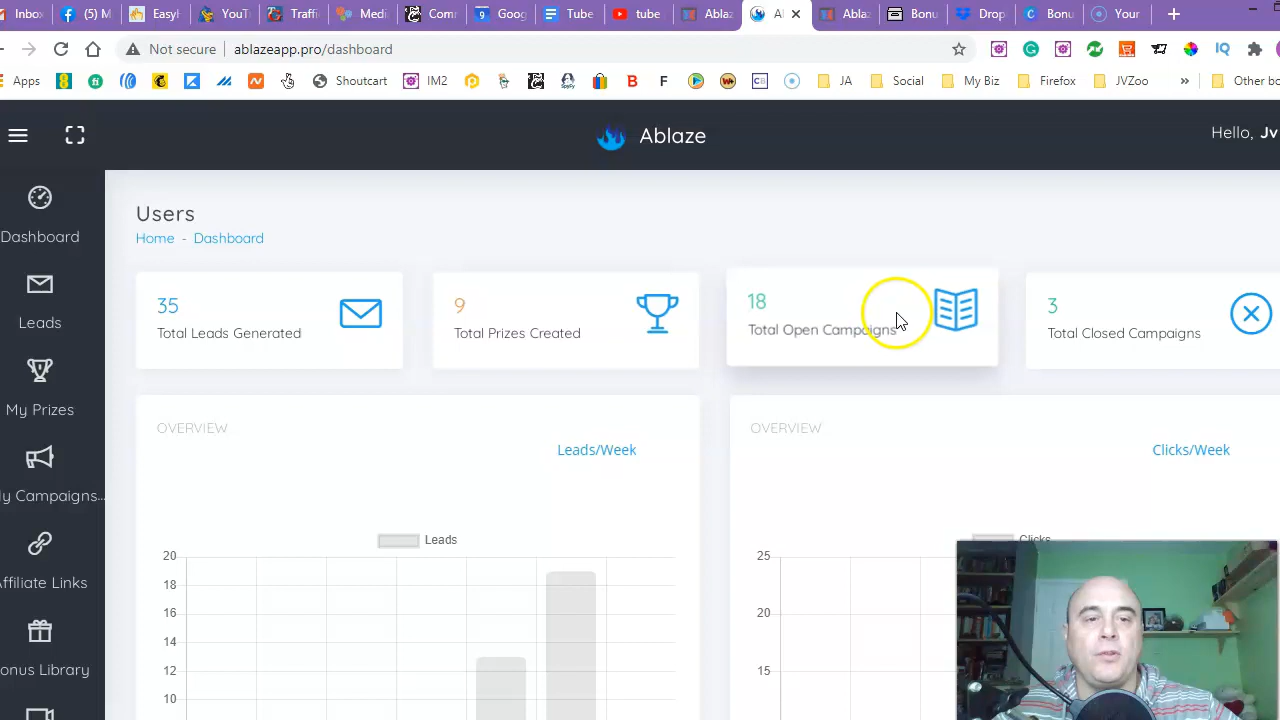 Inbox
(5) M
EasyH
YouT
Traffi
Medi
Com
Goog
Tube
tube
Ablaz
A
Ablaz
Bonu
Drop
Bonu
Your
Not secure ablazeapp.pro/dashboard
Apps
Shoutcart
IM2
JA
Social
My Biz
Firefox
JVZoo
»
Other bo
Ablaze
Hello, Jv
Dashboard
Leads
My Prizes
y Campaigns...
ffiliate Links
onus Library
Users
Home - Dashboard
35
Total Leads Generated
9
Total Prizes Created
18
Total Open Campaigns
3
Total Closed Campaigns
OVERVIEW
Leads/Week
Leads
20
18
16
14
12
10
OVERVIEW
Clicks/Week
Clicks
25
20
15